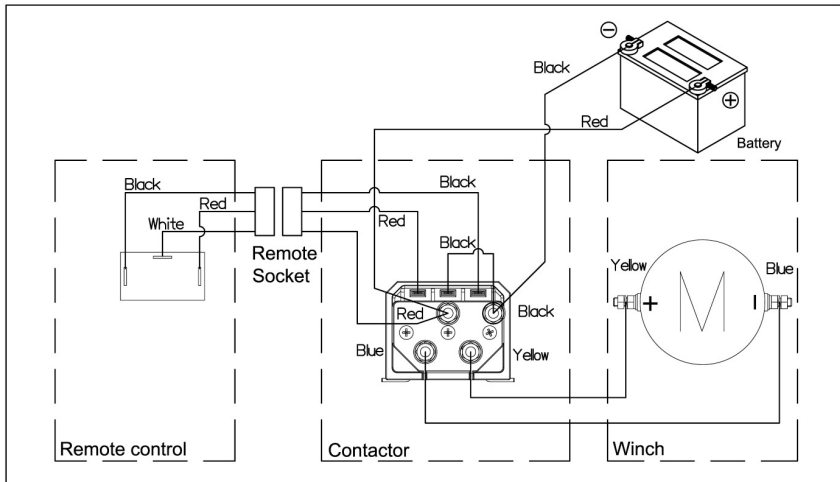 ⊖
Black
Red
⊕
Battery
Black
Red
White
Remote
Socket
Black
Red
Black
Red
Black
Blue
Yellow
Yellow
Blue
+
M
-
Remote control
Contactor
Winch